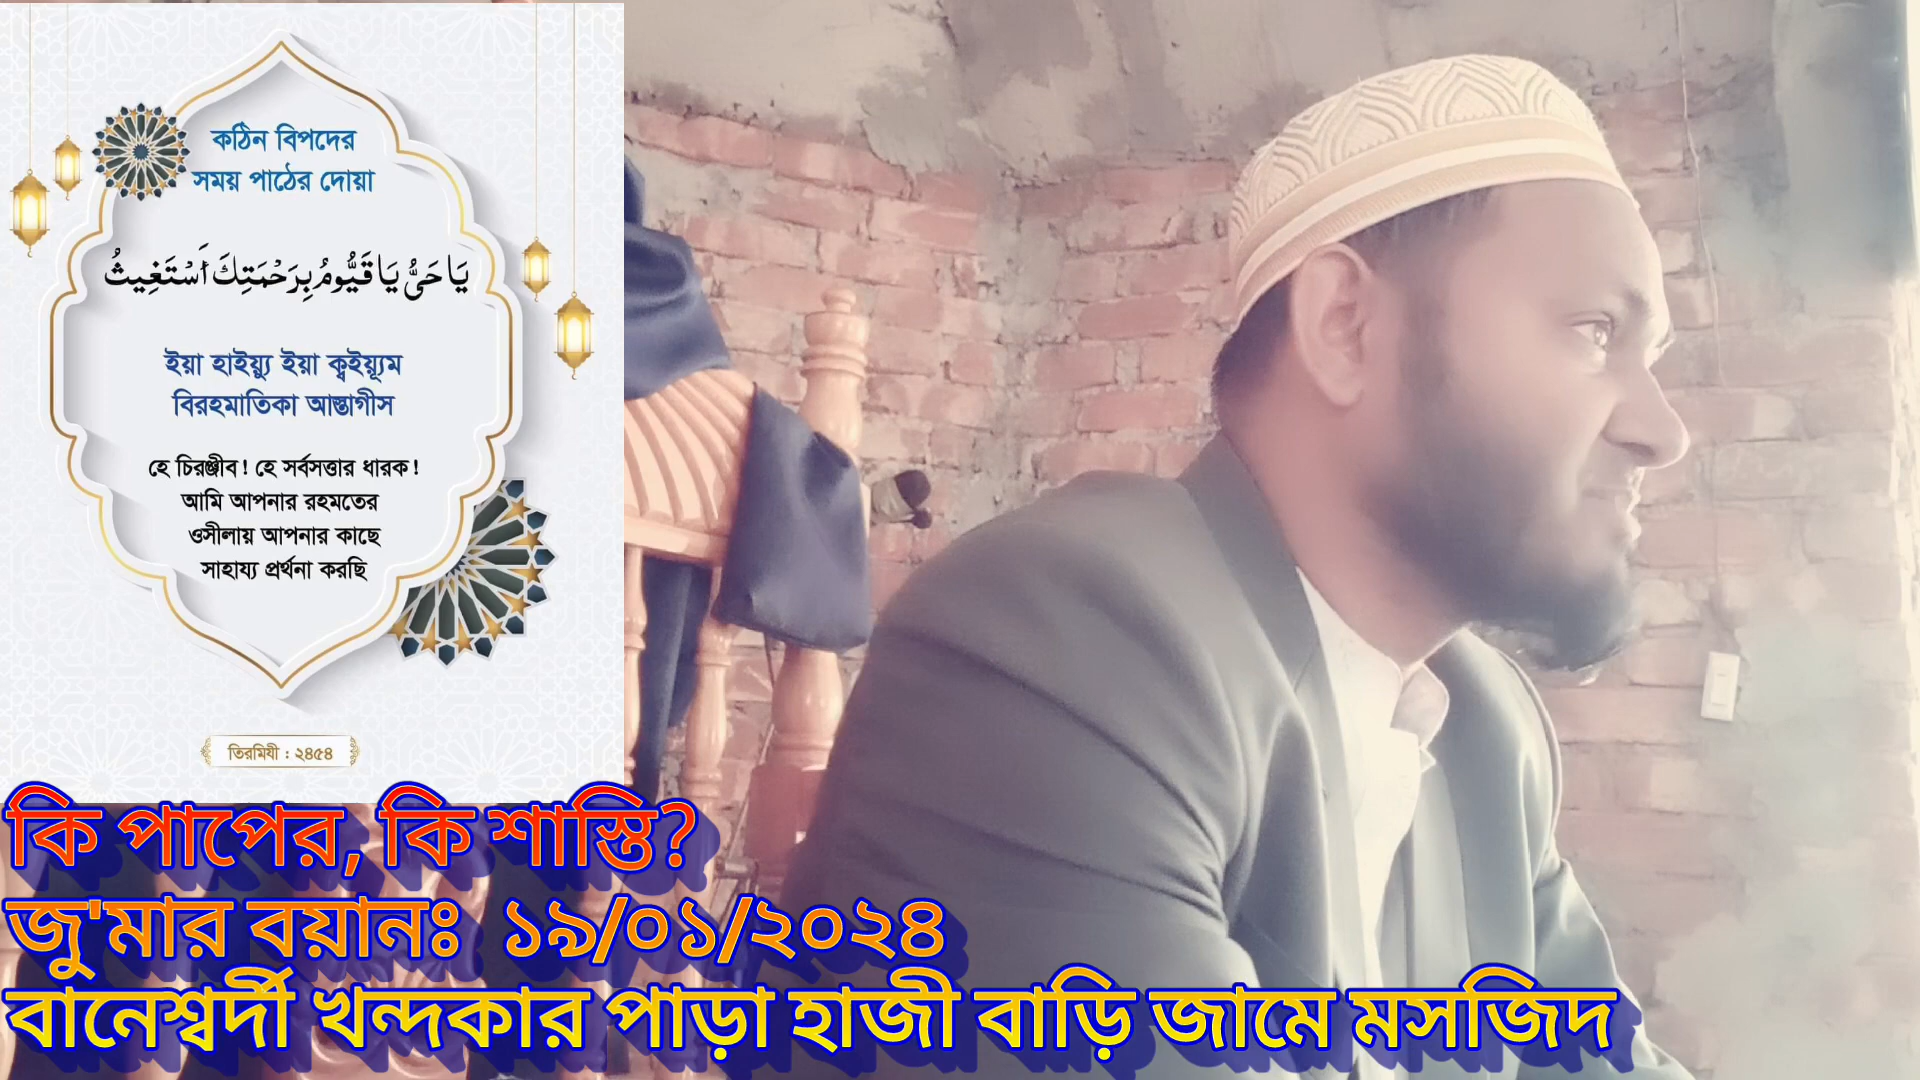 কঠিন বিপদের
সময় পাঠের দোয়া
يَا حَيُّ يَا قَيُّومُ بِرَحْمَتِكَ أَسْتَغِيثُ
ইয়া হাইয়্যু ইয়া ক্বইয়্যূম
বিরহমাতিকা আস্তাগীস
হে চিরঞ্জীব! হে সর্বসত্তার ধারক!
আমি আপনার রহমতের
ওসীলায় আপনার কাছে
সাহায্য প্রর্থনা করছি
তিরমিযী : ২৪৫৪
কি পাপের, কি শাস্তি?
জু'মার বয়ানঃ ১৯/০১/২০২৪
বানেশ্বর্দী খন্দকার পাড়া হাজী বাড়ি জামে মসজিদ